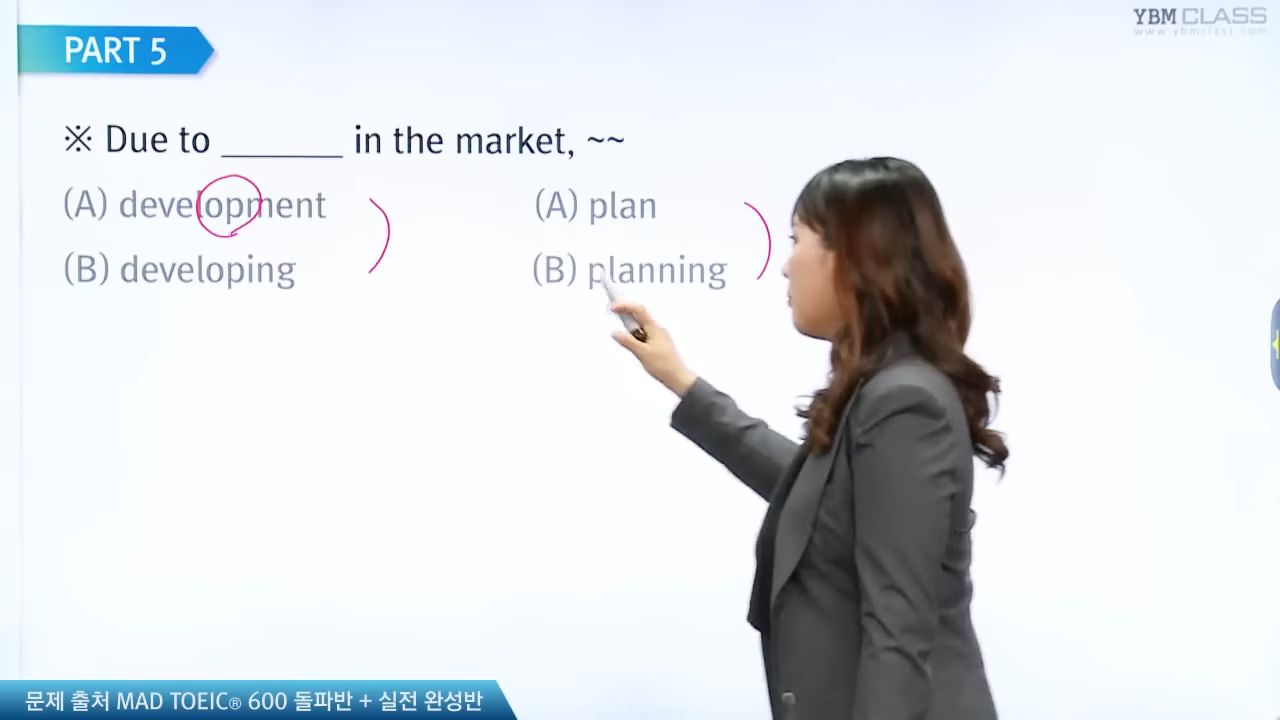 PART 5
YBM CLASS
www.ybmclass.com
※ Due to ______ in the market, ~~
(A) development
(B) developing
(A) plan
(B) planning
문제 출처 MAD TOEIC® 600 돌파반 + 실전 완성반